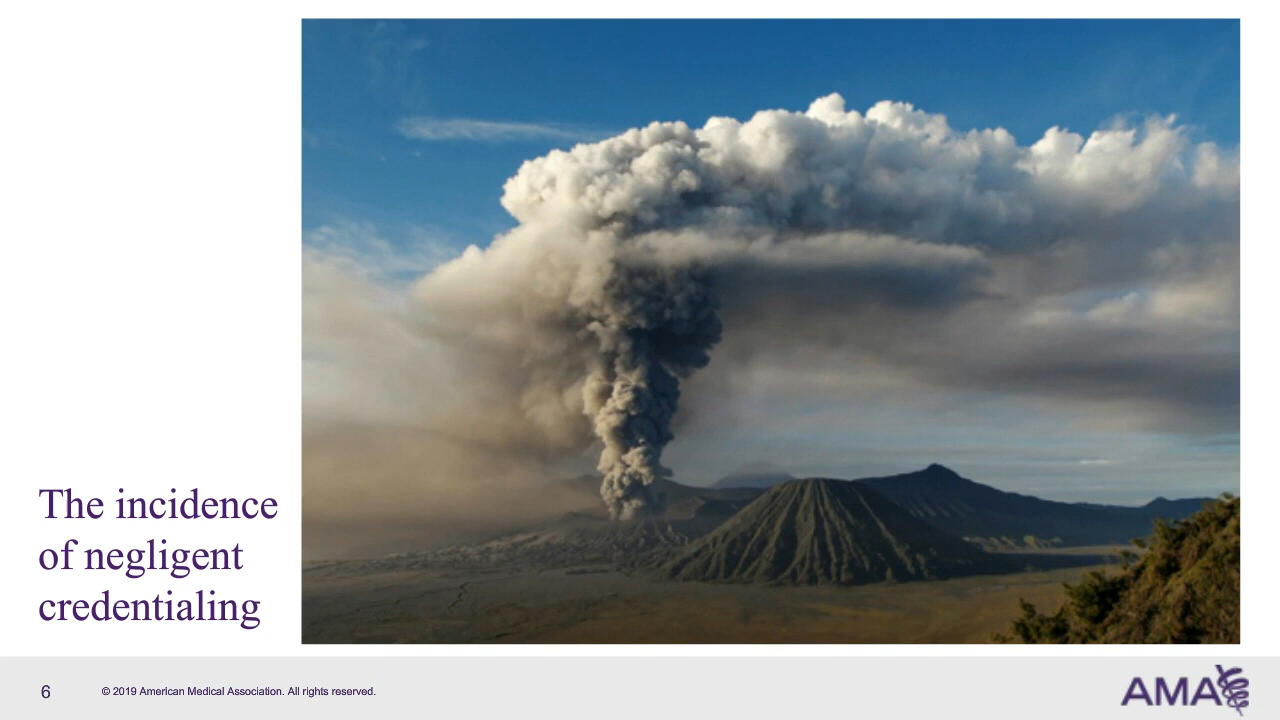 The incidence
of negligent
credentialing
6
© 2019 American Medical Association. All rights reserved.
AMA